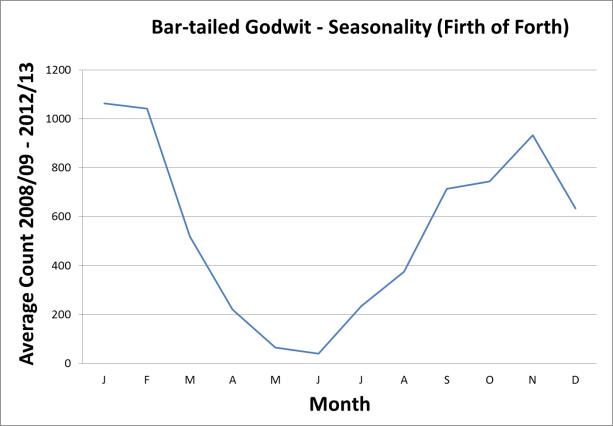 Bar-tailed Godwit - Seasonality (Firth of Forth)
Average Count 2008/09 - 2012/13
1200
1000
800
600
400
200
0
J F M A M J J A S O N D
Month